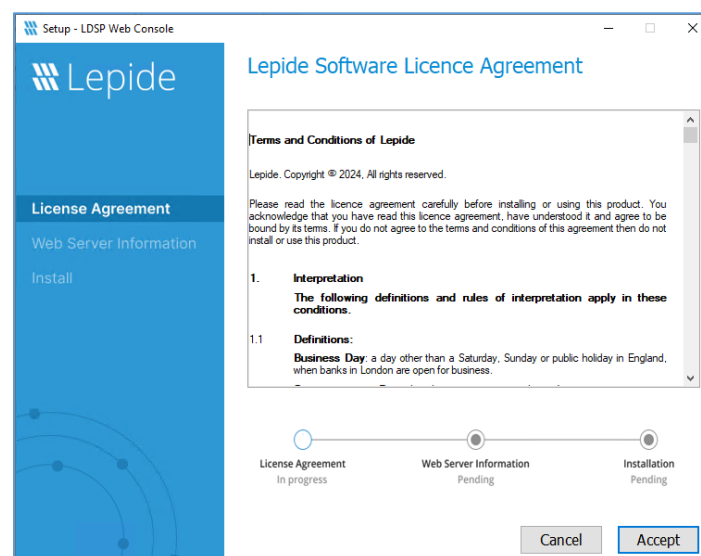 Setup - LDSP Web Console
Lepide
License Agreement
Web Server Information
Install
Lepide Software Licence Agreement
Terms and Conditions of Lepide
Lepide. Copyright © 2024, All rights reserved.
Please read the licence agreement carefully before installing or using this product. You
acknowledge that you have read this licence agreement, have understood it and agree to be
bound by its terms. If you do not agree to the terms and conditions of this agreement then do not
install or use this product.
1. Interpretation
The following definitions and rules of interpretation apply in these
conditions.
1.1 Definitions:
Business Day: a day other than a Saturday, Sunday or public holiday in England,
when banks in London are open for business.
License Agreement
In progress
Web Server Information
Pending
Installation
Pending
Cancel
Accept